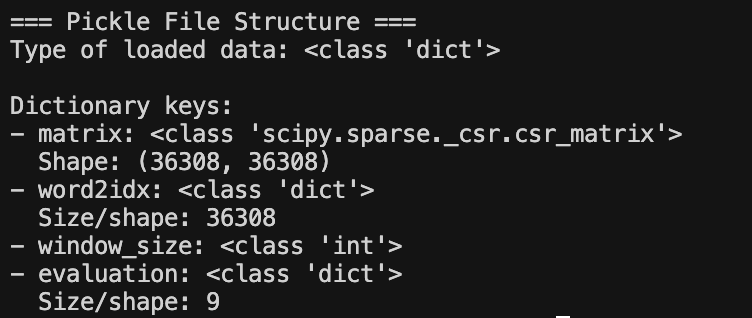 === Pickle File Structure ===
Type of loaded data: <class 'dict'>
Dictionary keys:
- matrix: <class 'scipy.sparse._csr.csr_matrix'>
Shape: (36308, 36308)
- word2idx: <class 'dict'>
Size/shape: 36308
- window_size: <class 'int'>
- evaluation: <class 'dict'>
Size/shape: 9